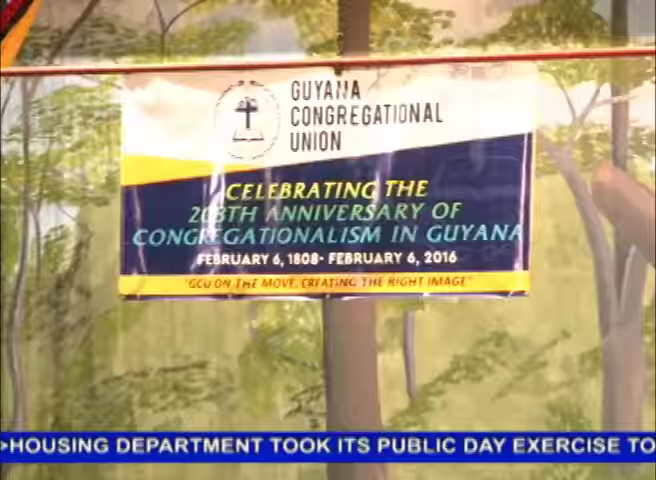 GUYANA
CONGREGATIONAL
UNION
CELEBRATING THE
208TH ANNIVERSARY OF
CONGREGATIONALISM IN GUYANA
FEBRUARY 6, 1808- FEBRUARY 6, 2016
"GCU ON THE MOVE, CREATING THE RIGHT IMAGE"
>HOUSING DEPARTMENT TOOK ITS PUBLIC DAY EXERCISE TO